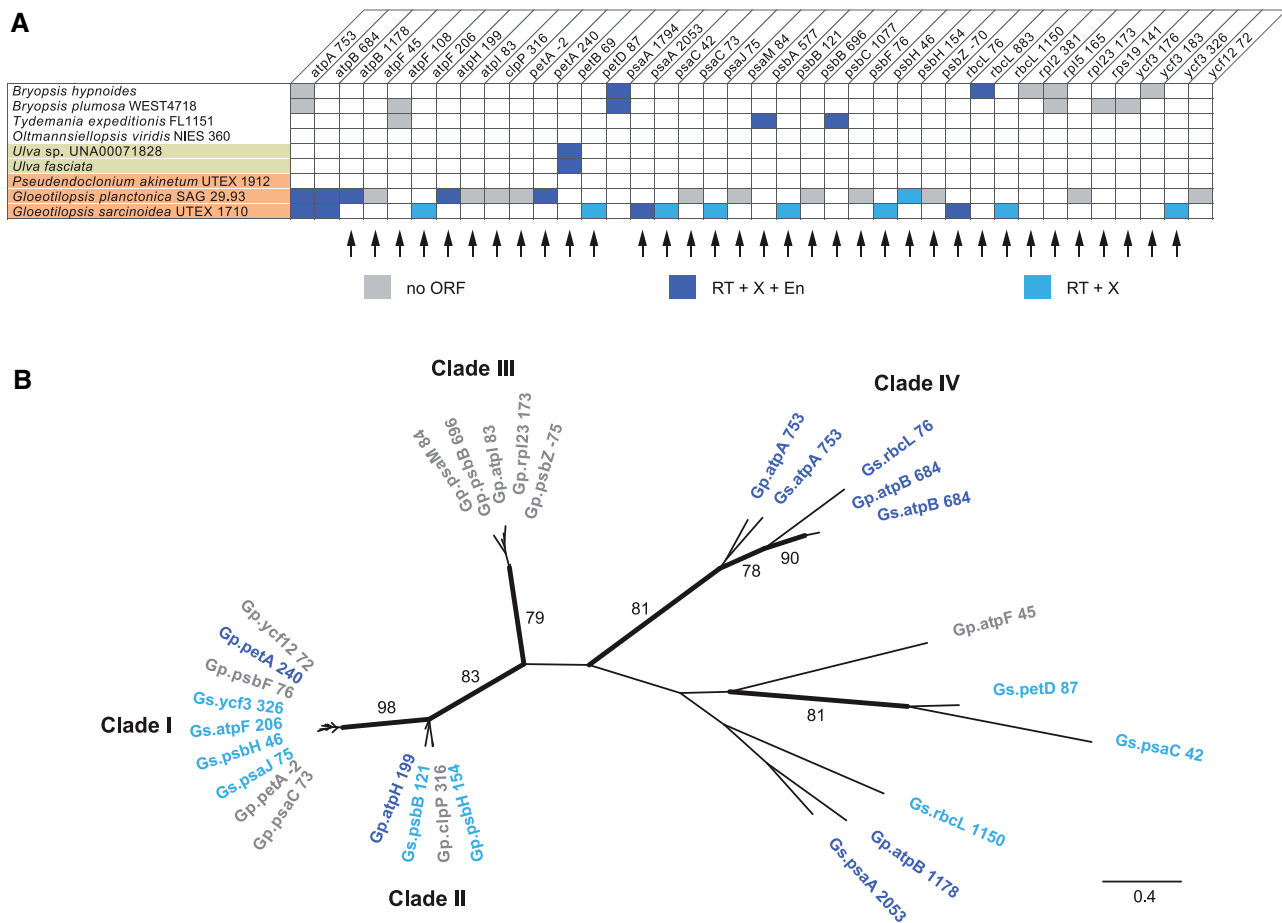 A
atpA 753
atpB 684
atpB 1178
atpF 45
atpF 108
atpF 206
atpH 199
atpI 83
clpP 316
petA -2
petA 240
petB 69
petD 87
psaA 1794
psaA 2053
psaC 42
psaC 73
psaJ 75
psaM 84
psbA 577
psbB 121
psbB 696
psbC 1077
psbF 76
psbH 46
psbH 154
psbZ -70
rbcL 76
rbcL 883
rbcL 1150
rpl2 381
rpl5 165
rpl23 173
rps19 141
ycf3 176
ycf3 183
ycf3 326
ycf12 72
Bryopsis hypnoides
Bryopsis plumosa WEST4718
Tydemania expeditionis FL1151
Oltmannsiellopsis viridis NIES 360
Ulva sp. UNA00071828
Ulva fasciata
Pseudendoclonium akinetum UTEX 1912
Gloeotilopsis planctonica SAG 29.93
Gloeotilopsis sarcinoidea UTEX 1710
no ORF
RT + X + En
RT + X
B
Clade III
Gp.psaM 84
Gp.psbB 696
Gp.atpI 83
Gp.rpl23 173
Gp.psbZ -75
Clade IV
Gp.atpA 753
Gs.atpA 753
Gs.rbcL 76
Gp.atpB 684
Gs.atpB 684
90
78
81
79
83
98
81
Gp.atpF 45
Gs.petD 87
Gs.psaC 42
Gs.rbcL 1150
Gp.atpB 1178
Gs.psaA 2053
Clade I
Gp.ycf12 72
Gp.petA 240
Gp.psbF 76
Gs.ycf3 326
Gs.atpF 206
Gs.psbH 46
Gs.psaJ 75
Gp.petA -2
Gp.psaC 73
Gp.atpH 199
Gs.psbB 121
Gp.clpP 316
Gp.psbH 154
Clade II
0.4